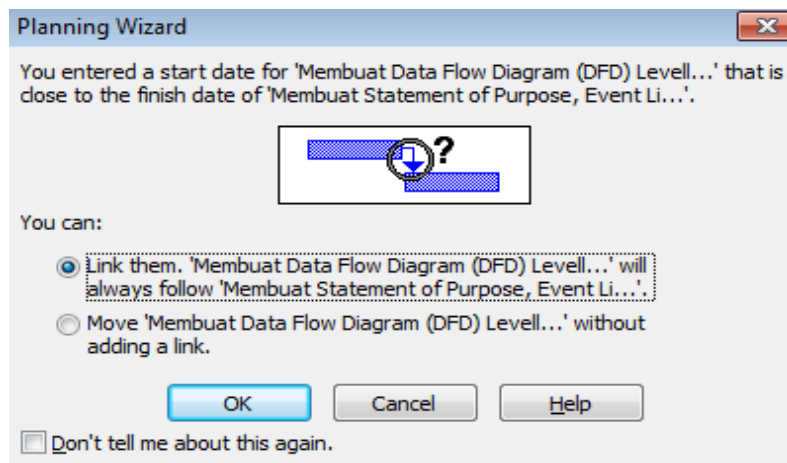 Planning Wizard
You entered a start date for 'Membuat Data Flow Diagram (DFD) Levell...' that is
close to the finish date of 'Membuat Statement of Purpose, Event Li...'.
?
You can:
Link them. 'Membuat Data Flow Diagram (DFD) Levell...' will
always follow 'Membuat Statement of Purpose, Event Li...'.
Move 'Membuat Data Flow Diagram (DFD) Levell...' without
adding a link.
OK Cancel Help
Don't tell me about this again.